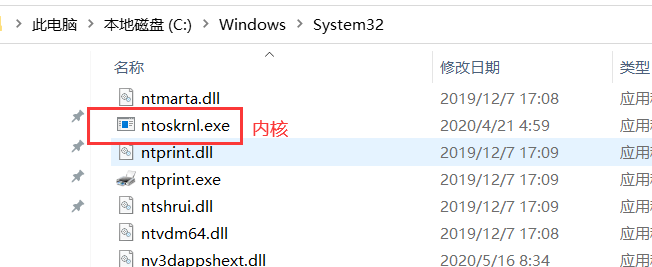 此电脑 > 本地磁盘 (C:) > Windows > System32
名称 修改日期 类型
ntmarta.dll 2019/12/7 17:08 应用
ntoskrnl.exe 内核 2020/4/21 4:59 应用
ntprint.dll 2019/12/7 17:09 应用
ntprint.exe 2019/12/7 17:09 应用
ntshrui.dll 2019/12/7 17:09 应用
ntvdm64.dll 2019/12/7 17:08 应用
nv3dappshext.dll 2020/5/16 8:34 应用